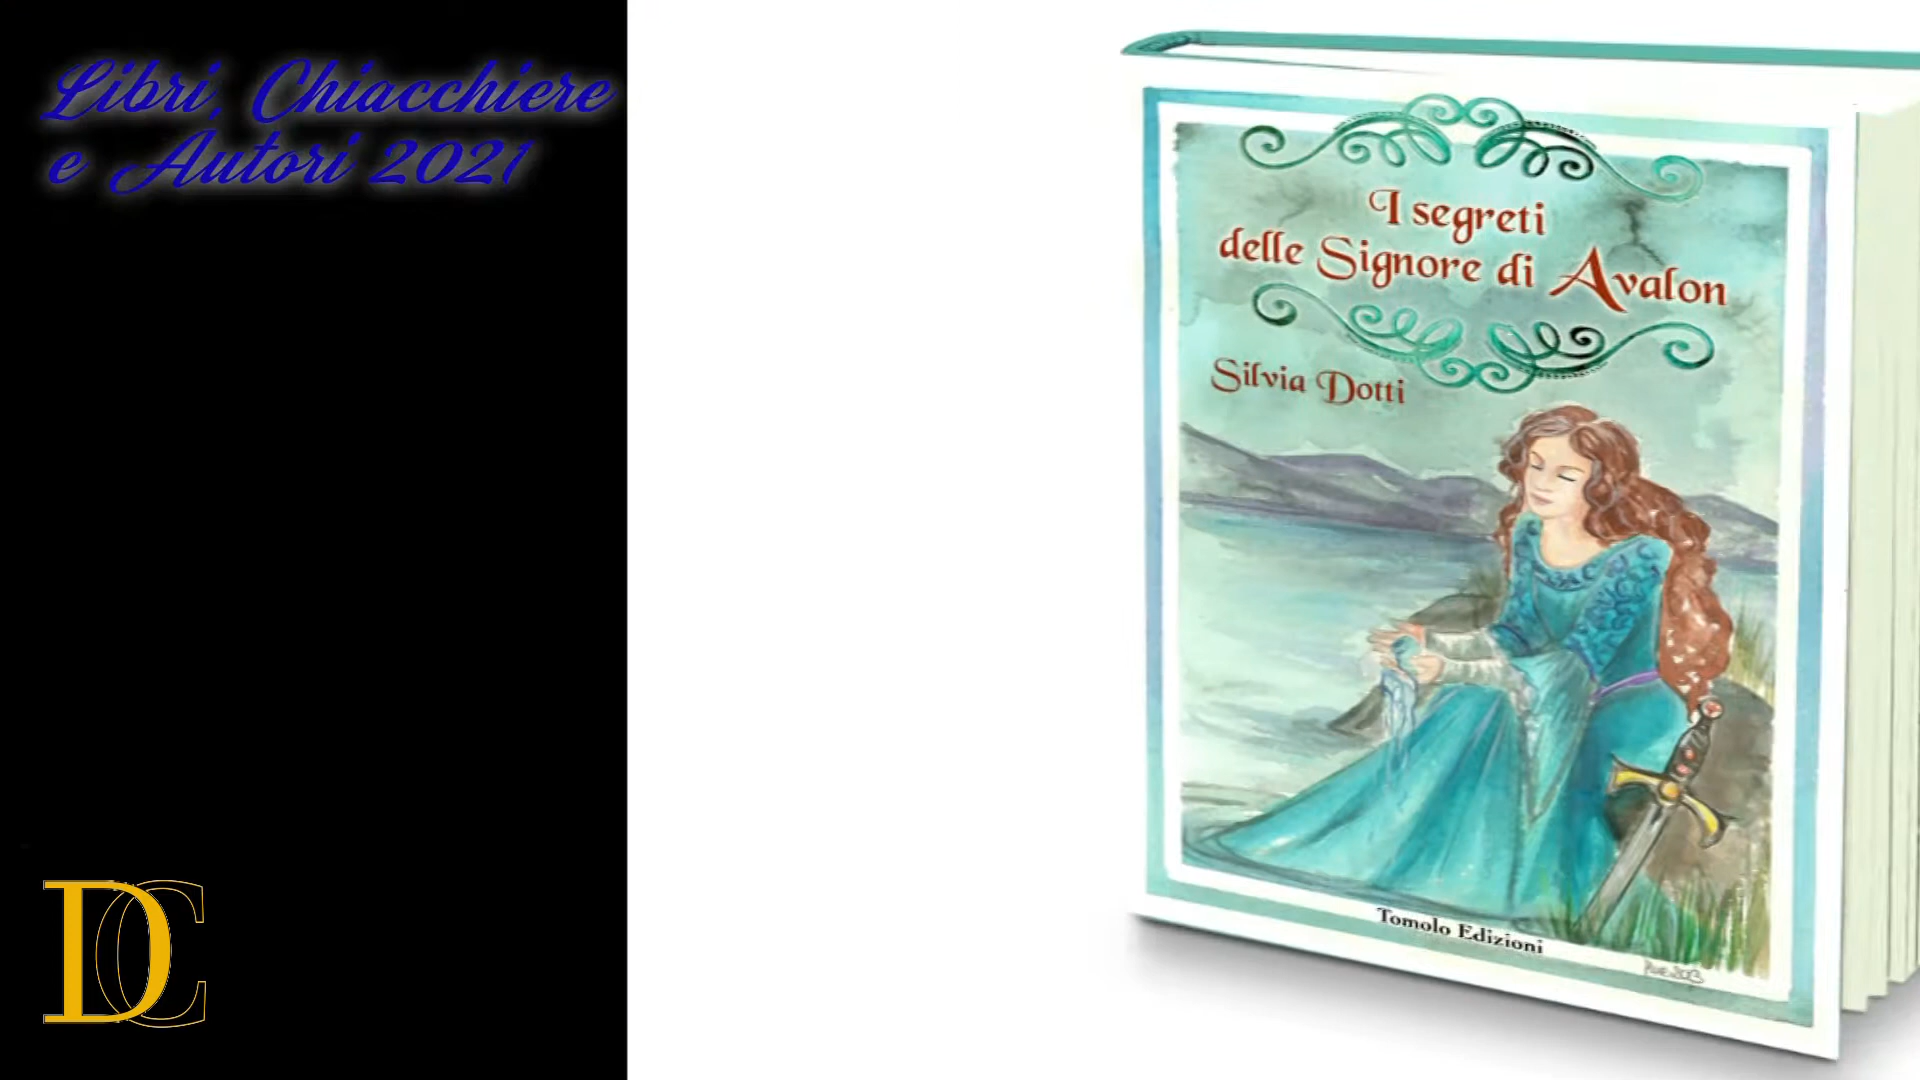 Libri, Chiacchiere
e Autori 2021
I segreti
delle Signore di Avalon
Silvia Dotti
Tomolo Edizioni
DC